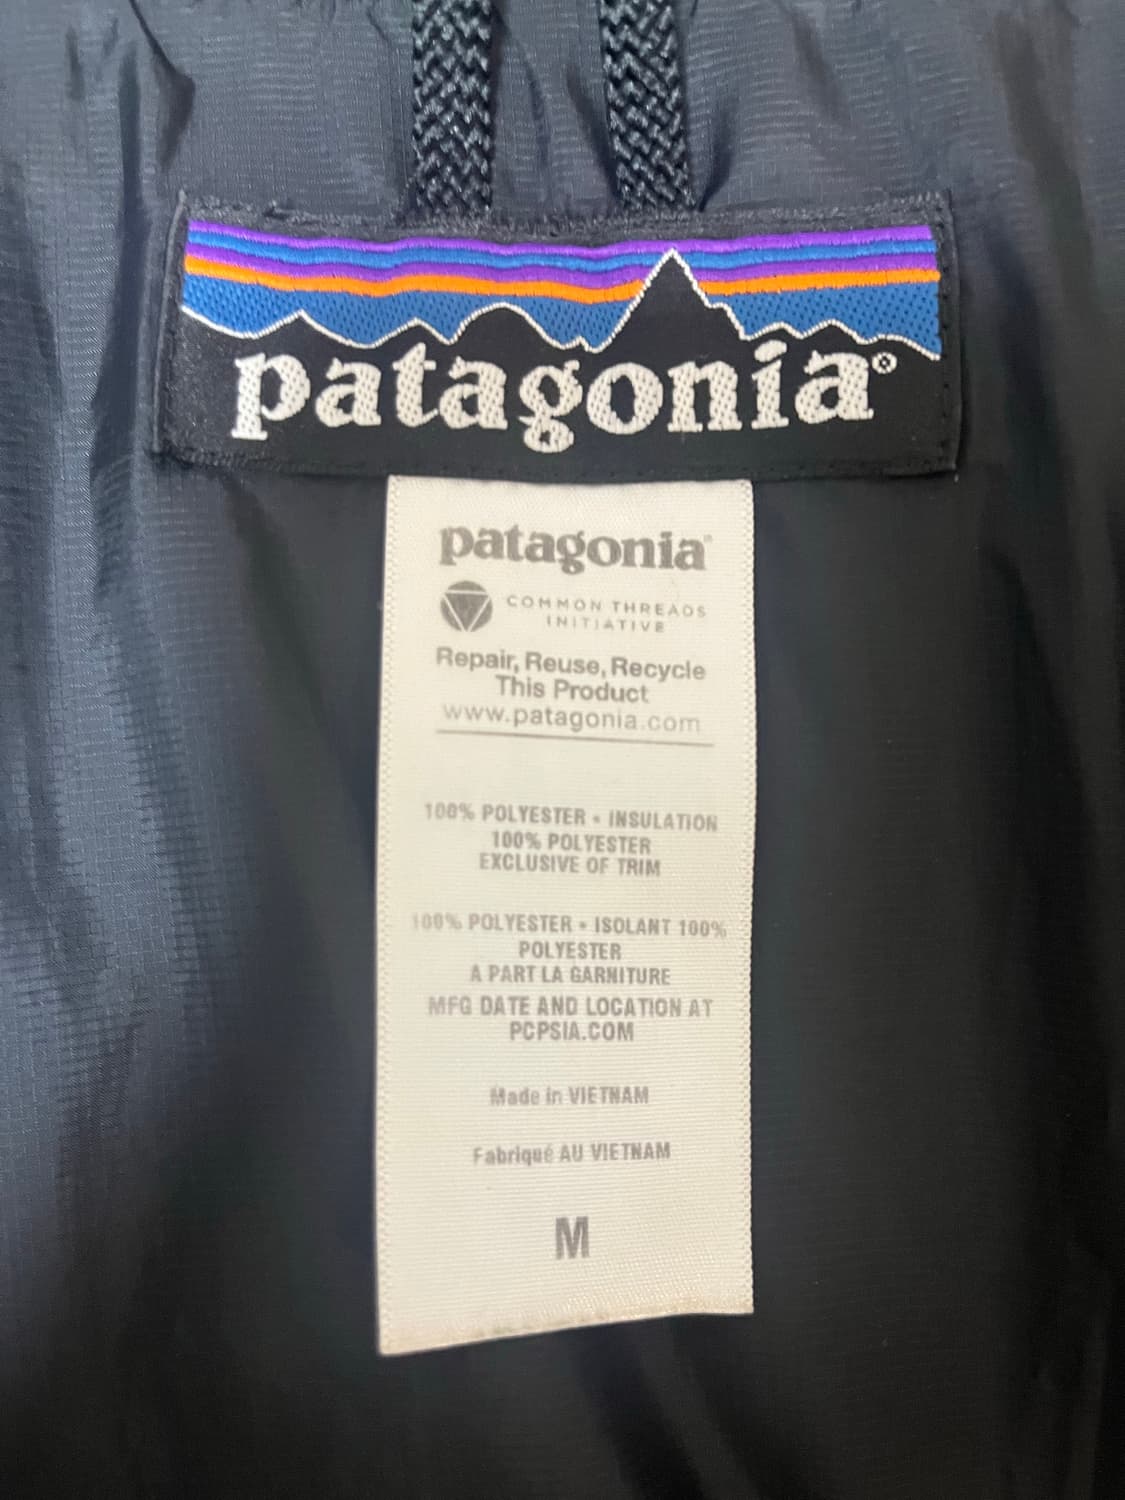 patagonia®
patagonia®
COMMON THREADS
INITIATIVE
Repair, Reuse, Recycle
This Product
www.patagonia.com
100% POLYESTER • INSULATION
100% POLYESTER
EXCLUSIVE OF TRIM
100% POLYESTER • ISOLANT 100%
POLYESTER
A PART LA GARNITURE
MFG DATE AND LOCATION AT
PCPSIA.COM
Made in VIETNAM
Fabriqué AU VIETNAM
M